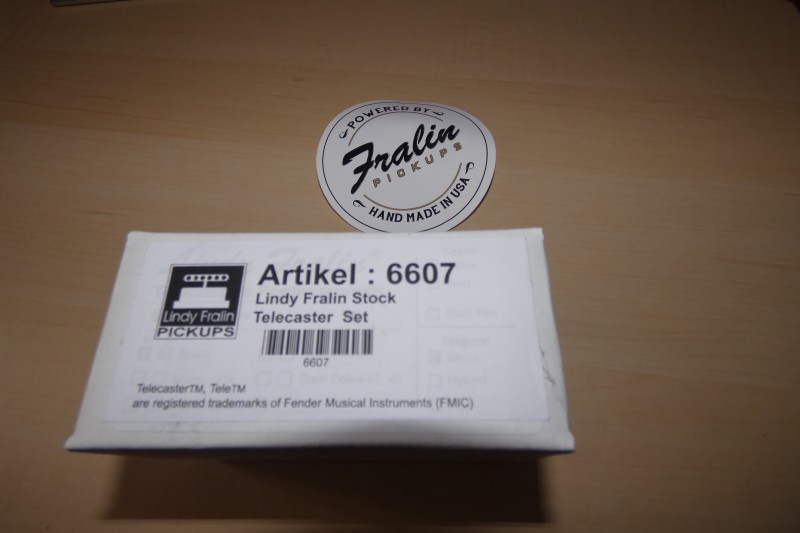 POWERED BY
Fralin
PICKUPS
HAND MADE IN USA
Lindy Fralin
PICKUPS
Artikel : 6607
Lindy Fralin Stock
Telecaster Set
6607
Telecaster™, Tele™
are registered trademarks of Fender Musical Instruments (FMIC)